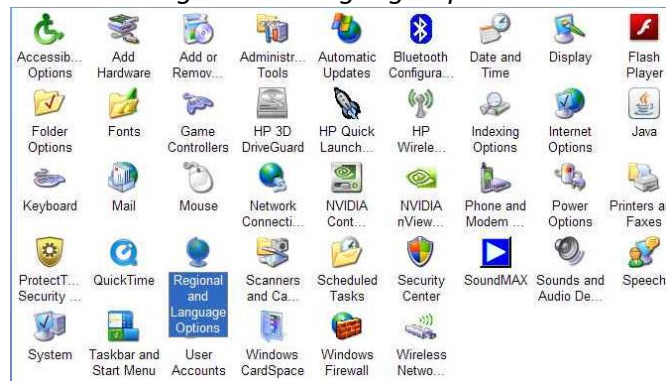 Accessib... Add Add or Administr... Automatic Bluetooth Date and Display Flash
Options Hardware Remov... Tools Updates Configura... Time Player
Folder Fonts Game HP 3D HP Quick HP Indexing Internet Java
Options Controllers DriveGuard Launch... Wirele... Options Options
Keyboard Mail Mouse Network NVIDIA NVIDIA Phone and Power Printers a
Connecti... Cont... nView... Modem ... Options Faxes
ProtectT... QuickTime Regional Scanners Scheduled Security SoundMAX Sounds and Speech
Security ... and and Ca... Tasks Center Audio De...
Language
Options
System Taskbar and User Windows Windows Wireless
Start Menu Accounts CardSpace Firewall Netwo...